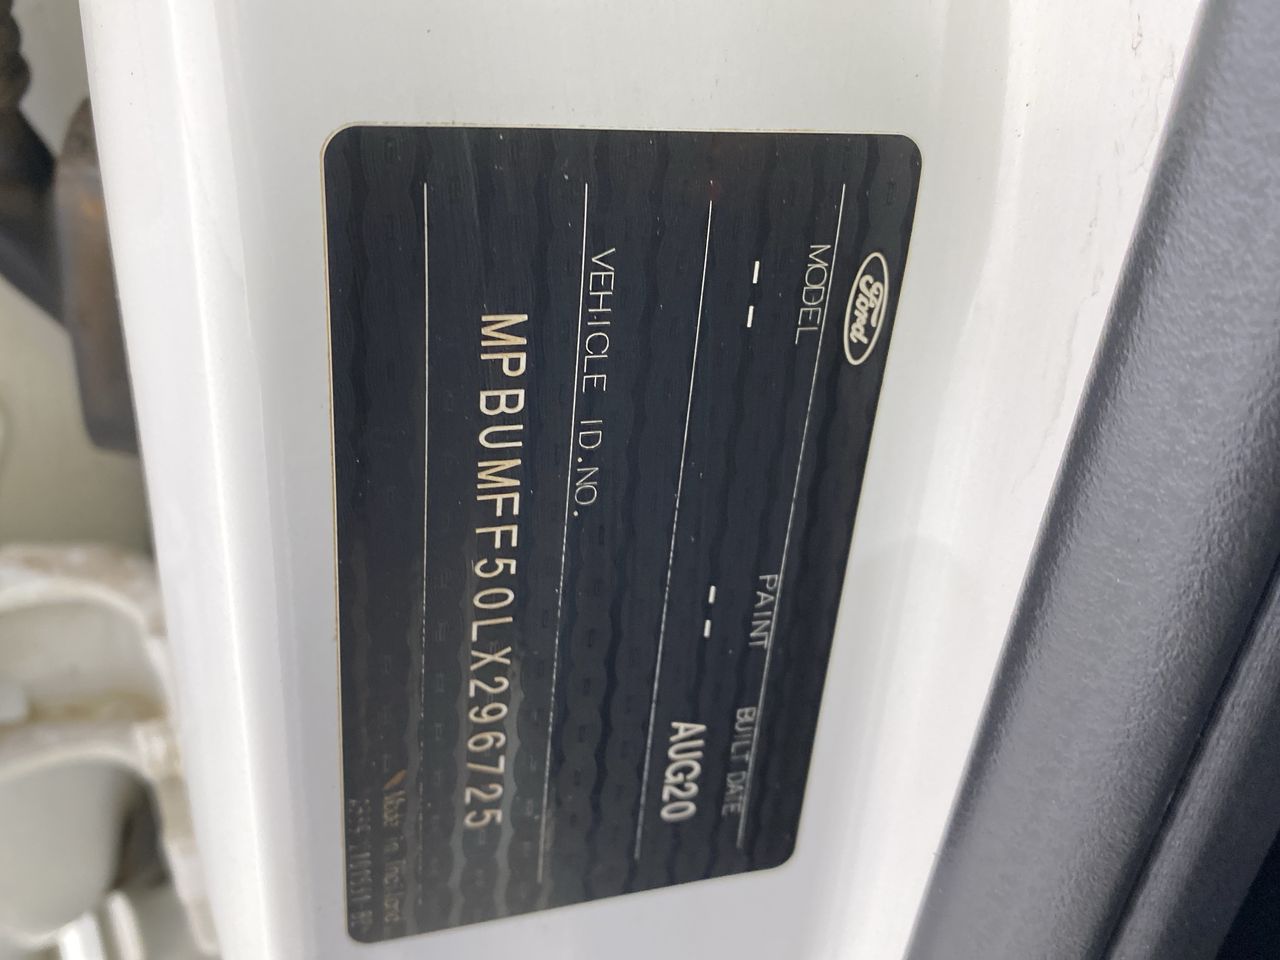 Ford
MODEL PAINT BUILT DATE
-- -- AUG20
VEHICLE ID.NO.
MPBUMFF50LX296725
Made in Thailand